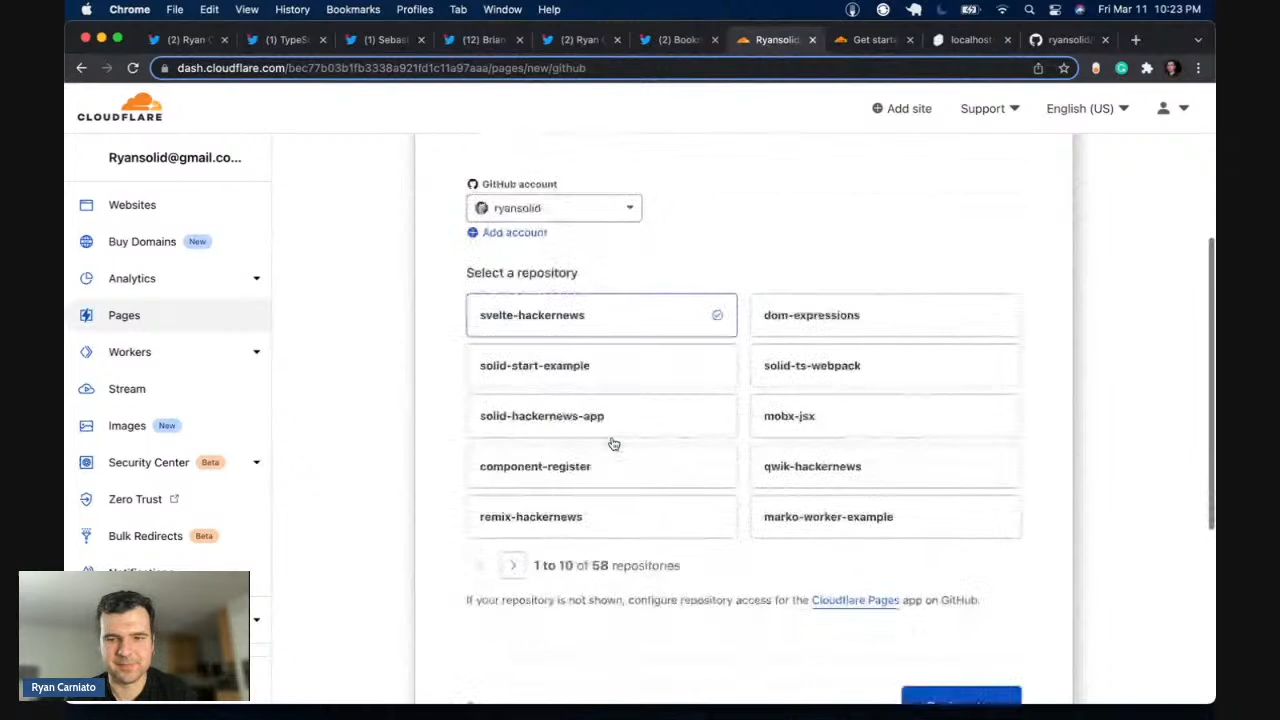 Chrome File Edit View History Bookmarks Profiles Tab Window Help Fri Mar 11 10:23 PM
(2) Ryan C (1) TypeS (1) Sebast (12) Brian (2) Ryan C (2) Bookm Ryansolid Get starte localhost ryansolid/
dash.cloudflare.com/bec77b03b1fb3338a921fd1c11a97aaa/pages/new/github
CLOUDFLARE
Add site Support English (US)
Ryansolid@gmail.co...
Websites
Buy Domains New
Analytics
Pages
Workers
Stream
Images New
Security Center Beta
Zero Trust
Bulk Redirects Beta
GitHub account
ryansolid
Add account
Select a repository
svelte-hackernews dom-expressions
solid-start-example solid-ts-webpack
solid-hackernews-app mobx-jsx
component-register qwik-hackernews
remix-hackernews marko-worker-example
1 to 10 of 58 repositories
If your repository is not shown, configure repository access for the Cloudflare Pages app on GitHub.
Ryan Carniato